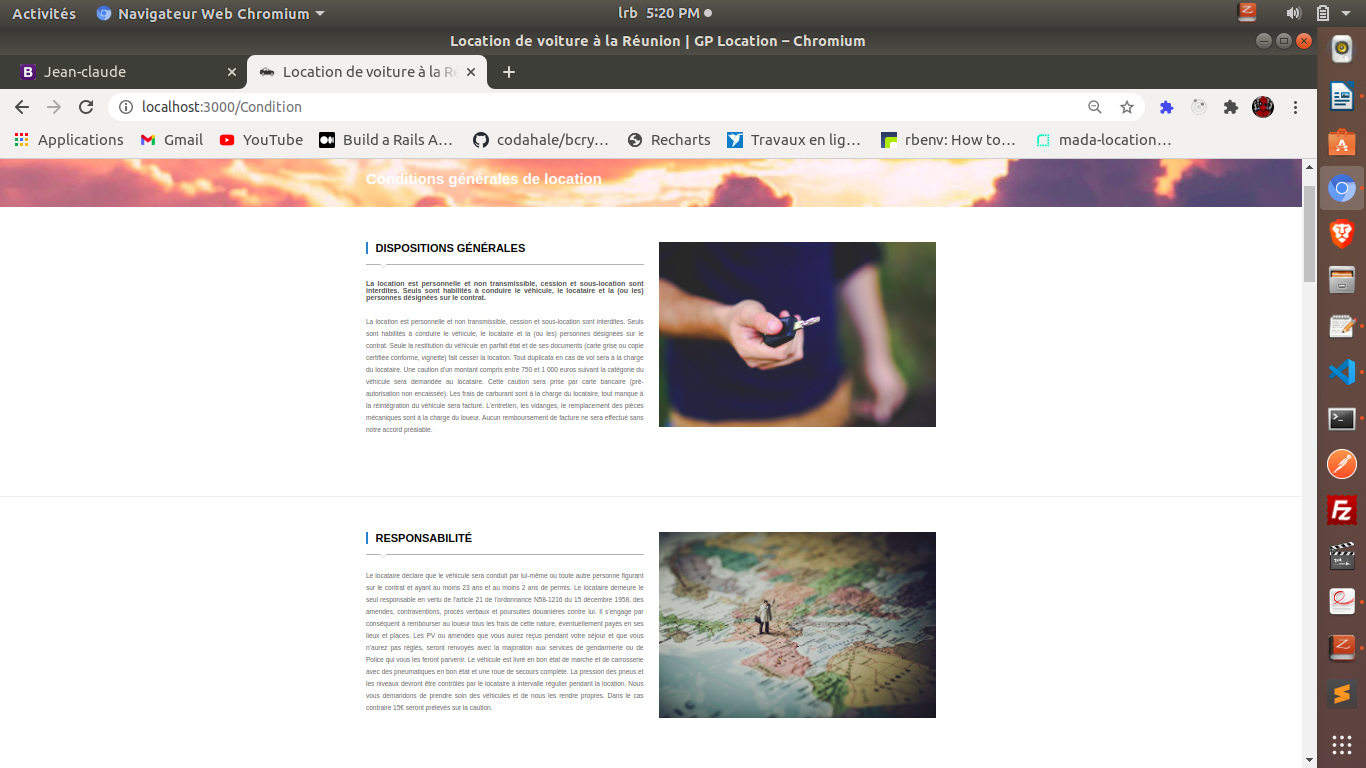 Activités
Navigateur Web Chromium
lrb 5:20 PM
Location de voiture à la Réunion | GP Location – Chromium
Jean-claude
Location de voiture à la Ré
localhost:3000/Condition
Applications
Gmail
YouTube
Build a Rails A…
codahale/bcry…
Recharts
Travaux en lig…
rbenv: How to…
mada-location…
Conditions générales de location
DISPOSITIONS GÉNÉRALES
La location est personnelle et non transmissible, cession et sous-location sont
interdites. Seuls sont habilités à conduire le véhicule, le locataire et la (ou les)
personnes désignées sur le contrat.
La location est personnelle et non transmissible, cession et sous-location sont interdites. Seuls
sont habilités à conduire le véhicule, le locataire et la (ou les) personnes désignées sur le
contrat. Seule la restitution du véhicule en parfait état et de ses documents (carte grise ou copie
certifiée conforme, vignette) fait cesser la location. Tout duplicata en cas de vol sera à la charge
du locataire. Une caution d'un montant compris entre 750 et 1 000 euros suivant la catégorie du
véhicule sera demandée au locataire. Cette caution sera prise par carte bancaire (pré-
autorisation non encaissée). Les frais de carburant sont à la charge du locataire, tout manque à
la réintégration du véhicule sera facturé. L'entretien, les vidanges, le remplacement des pièces
mécaniques sont à la charge du loueur. Aucun remboursement de facture ne sera effectué sans
notre accord préalable.
RESPONSABILITÉ
Le locataire déclare que le véhicule sera conduit par lui-même ou toute autre personne figurant
sur le contrat et ayant au moins 23 ans et au moins 2 ans de permis. Le locataire demeure le
seul responsable en vertu de l'article 21 de l'ordonnance N58-1216 du 15 décembre 1958, des
amendes, contraventions, procès verbaux et poursuites douanières contre lui. Il s'engage par
conséquent à rembourser au loueur tous les frais de cette nature, éventuellement payés en ses
lieux et places. Les PV ou amendes que vous aurez reçus pendant votre séjour et que vous
n'aurez pas réglés, seront renvoyés avec la majoration aux services de gendarmerie ou de
Police qui vous les feront parvenir. Le véhicule est livré en bon état de marche et de carrosserie
avec des pneumatiques en bon état et une roue de secours complète. La pression des pneus et
les niveaux devront être contrôlés par le locataire à intervalle régulier pendant la location. Nous
vous demandons de prendre soin des véhicules et de nous les rendre propres. Dans le cas
contraire 15€ seront prélevés sur la caution.